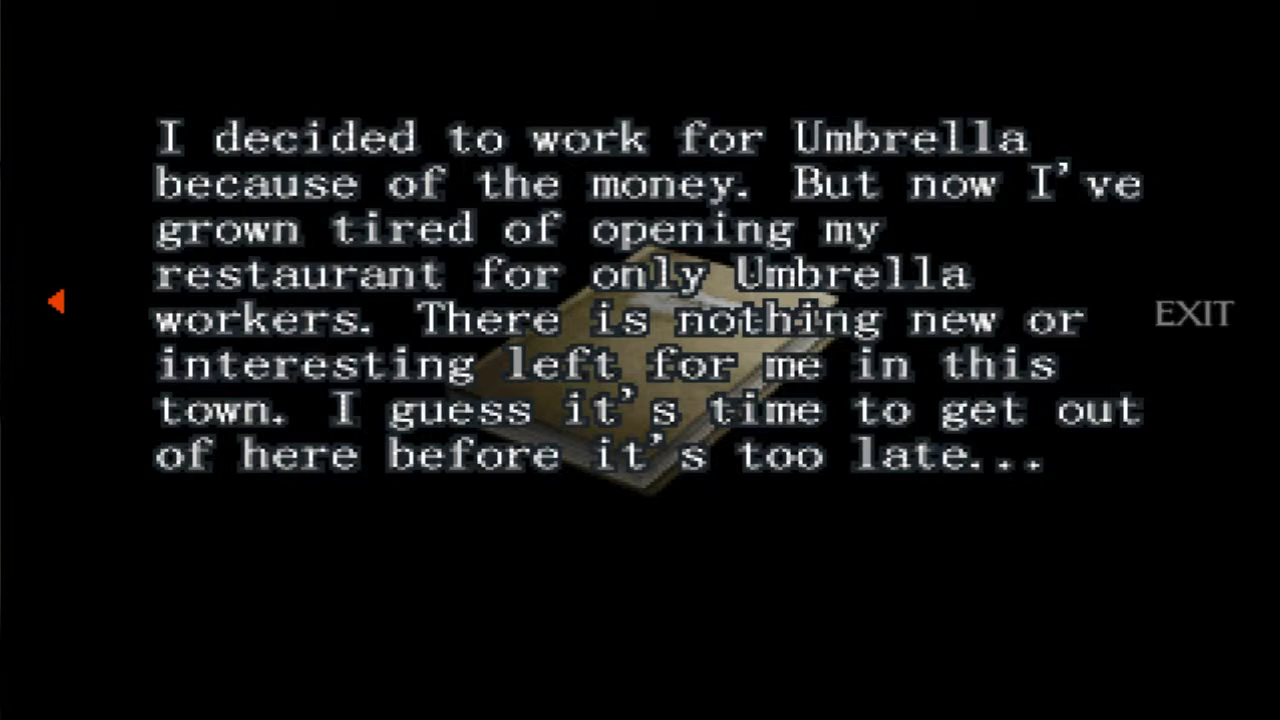 I decided to work for Umbrella
because of the money. But now I've
grown tired of opening my
restaurant for only Umbrella
workers. There is nothing new or
interesting left for me in this
town. I guess it's time to get out
of here before it's too late...
EXIT